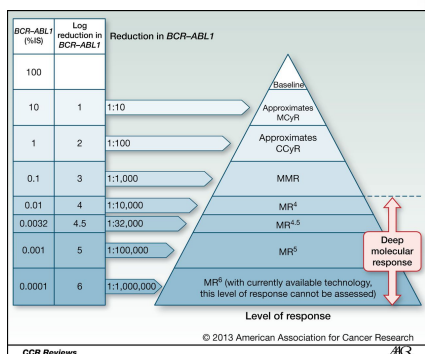 BCR–ABL1
(%IS)
Log
reduction in
BCR–ABL1
Reduction in BCR–ABL1
100
Baseline
10
1
1:10
Approximates
MCyR
1
2
1:100
Approximates
CCyR
0.1
3
1:1,000
MMR
0.01
4
1:10,000
MR4
0.0032
4.5
1:32,000
MR4.5
0.001
5
1:100,000
MR5
Deep
molecular
response
0.0001
6
1:1,000,000
MR6 (with currently available technology,
this level of response cannot be assessed)
Level of response
© 2013 American Association for Cancer Research
CCR Reviews
AACR